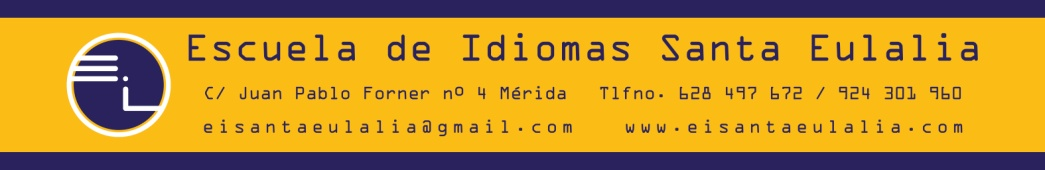 Escuela de Idiomas Santa Eulalia
C/ Juan Pablo Forner nº 4 Mérida Tlfno. 628 497 672 / 924 301 960
eisantaeulalia@gmail.com www.eisantaeulalia.com